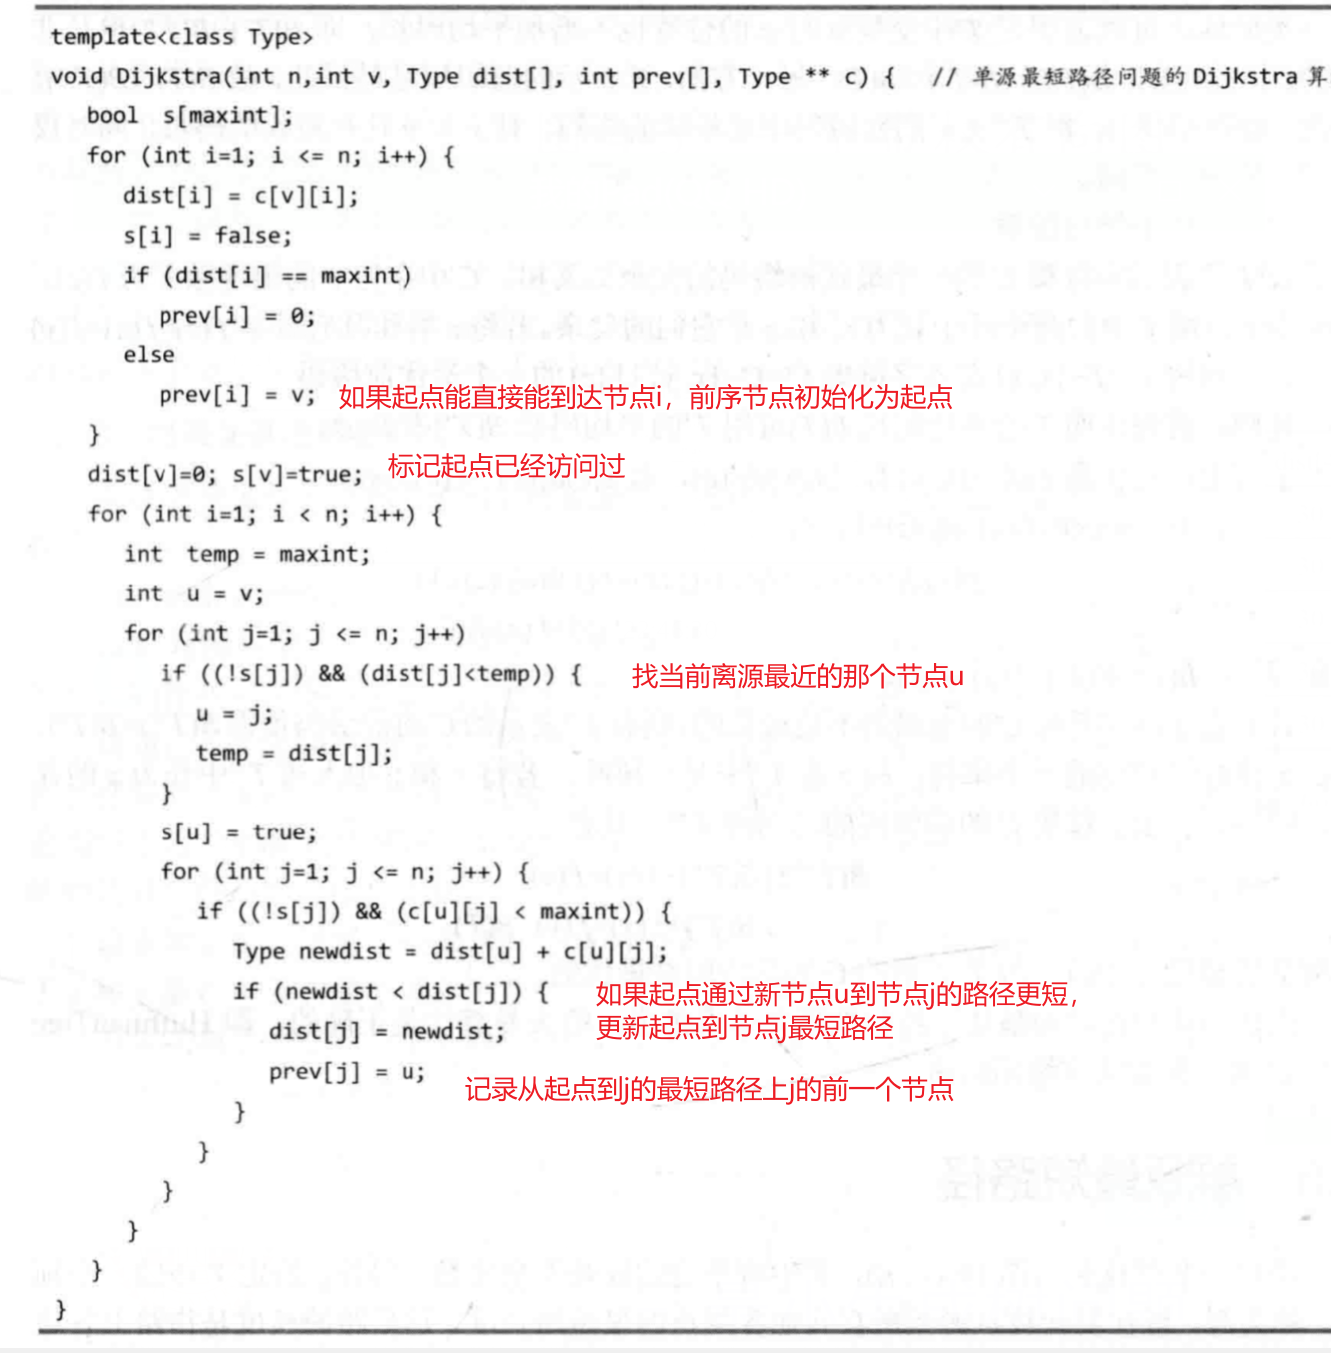 template<class Type>
void Dijkstra(int n,int v, Type dist[], int prev[], Type ** c) { // 单源最短路径问题的 Dijkstra 算
bool s[maxint];
for (int i=1; i <= n; i++) {
dist[i] = c[v][i];
s[i] = false;
if (dist[i] == maxint)
prev[i] = 0;
else
prev[i] = v; 如果起点能直接能到达节点i，前序节点初始化为起点
}
dist[v]=0; s[v]=true; 标记起点已经访问过
for (int i=1; i < n; i++) {
int temp = maxint;
int u = v;
for (int j=1; j <= n; j++)
if ((!s[j]) && (dist[j]<temp)) { 找当前离源最近的那个节点u
u = j;
temp = dist[j];
}
s[u] = true;
for (int j=1; j <= n; j++) {
if ((!s[j]) && (c[u][j] < maxint)) {
Type newdist = dist[u] + c[u][j];
if (newdist < dist[j]) { 如果起点通过新节点u到节点j的路径更短，
dist[j] = newdist; 更新起点到节点j最短路径
prev[j] = u; 记录从起点到j的最短路径上j的前一个节点
}
}
}
}
}
}